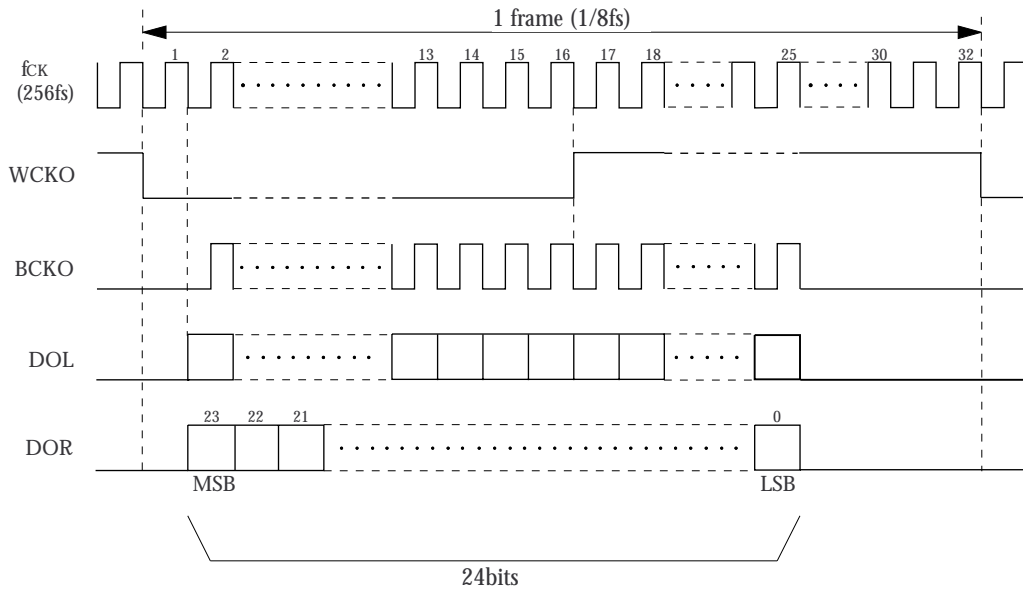 1 frame (1/8fs)
1 2 13 14 15 16 17 18 25 30 32
fCK
(256fs)
WCKO
BCKO
DOL
23 22 21 0
DOR
MSB LSB
24bits